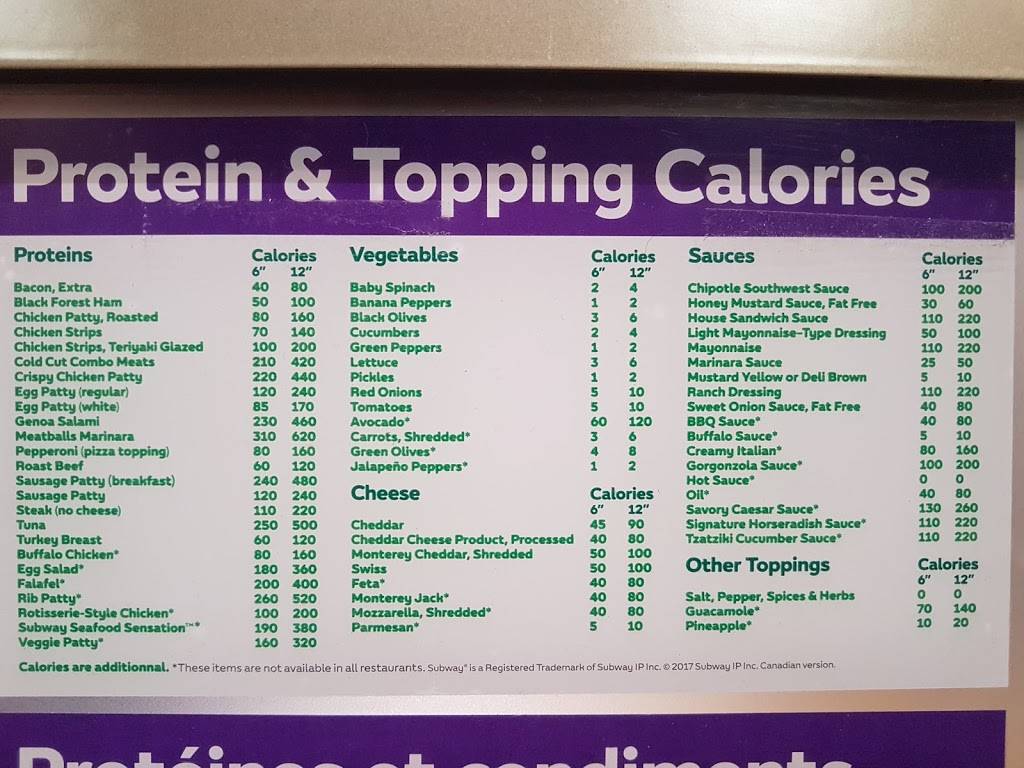 Protein & Topping Calories
Proteins Calories
6" 12"
Bacon, Extra 40 80
Black Forest Ham 50 100
Chicken Patty, Roasted 80 160
Chicken Strips 70 140
Chicken Strips, Teriyaki Glazed 100 200
Cold Cut Combo Meats 210 420
Crispy Chicken Patty 220 440
Egg Patty (regular) 120 240
Egg Patty (white) 85 170
Genoa Salami 230 460
Meatballs Marinara 310 620
Pepperoni (pizza topping) 80 160
Roast Beef 60 120
Sausage Patty (breakfast) 240 480
Sausage Patty 120 240
Steak (no cheese) 110 220
Tuna 250 500
Turkey Breast 60 120
Buffalo Chicken* 80 160
Egg Salad* 180 360
Falafel* 200 400
Rib Patty* 260 520
Rotisserie-Style Chicken* 100 200
Subway Seafood Sensation™* 190 380
Veggie Patty* 160 320
Vegetables Calories
6" 12"
Baby Spinach 2 4
Banana Peppers 1 2
Black Olives 3 6
Cucumbers 2 4
Green Peppers 1 2
Lettuce 3 6
Pickles 1 2
Red Onions 5 10
Tomatoes 5 10
Avocado* 60 120
Carrots, Shredded* 3 6
Green Olives* 4 8
Jalapeño Peppers* 1 2
Cheese Calories
6" 12"
Cheddar 45 90
Cheddar Cheese Product, Processed 40 80
Monterey Cheddar, Shredded 50 100
Swiss 50 100
Feta* 40 80
Monterey Jack* 40 80
Mozzarella, Shredded* 40 80
Parmesan* 5 10
Sauces Calories
6" 12"
Chipotle Southwest Sauce 100 200
Honey Mustard Sauce, Fat Free 30 60
House Sandwich Sauce 110 220
Light Mayonnaise-Type Dressing 50 100
Mayonnaise 110 220
Marinara Sauce 25 50
Mustard Yellow or Deli Brown 5 10
Ranch Dressing 110 220
Sweet Onion Sauce, Fat Free 40 80
BBQ Sauce* 40 80
Buffalo Sauce* 5 10
Creamy Italian* 80 160
Gorgonzola Sauce* 100 200
Hot Sauce* 0 0
Oil* 40 80
Savory Caesar Sauce* 130 260
Signature Horseradish Sauce* 110 220
Tzatziki Cucumber Sauce* 110 220
Other Toppings Calories
6" 12"
Salt, Pepper, Spices & Herbs 0 0
Guacamole* 70 140
Pineapple* 10 20
Calories are additionnal. *These items are not available in all restaurants. Subway® is a Registered Trademark of Subway IP Inc. © 2017 Subway IP Inc. Canadian version.
Protéines et condiments